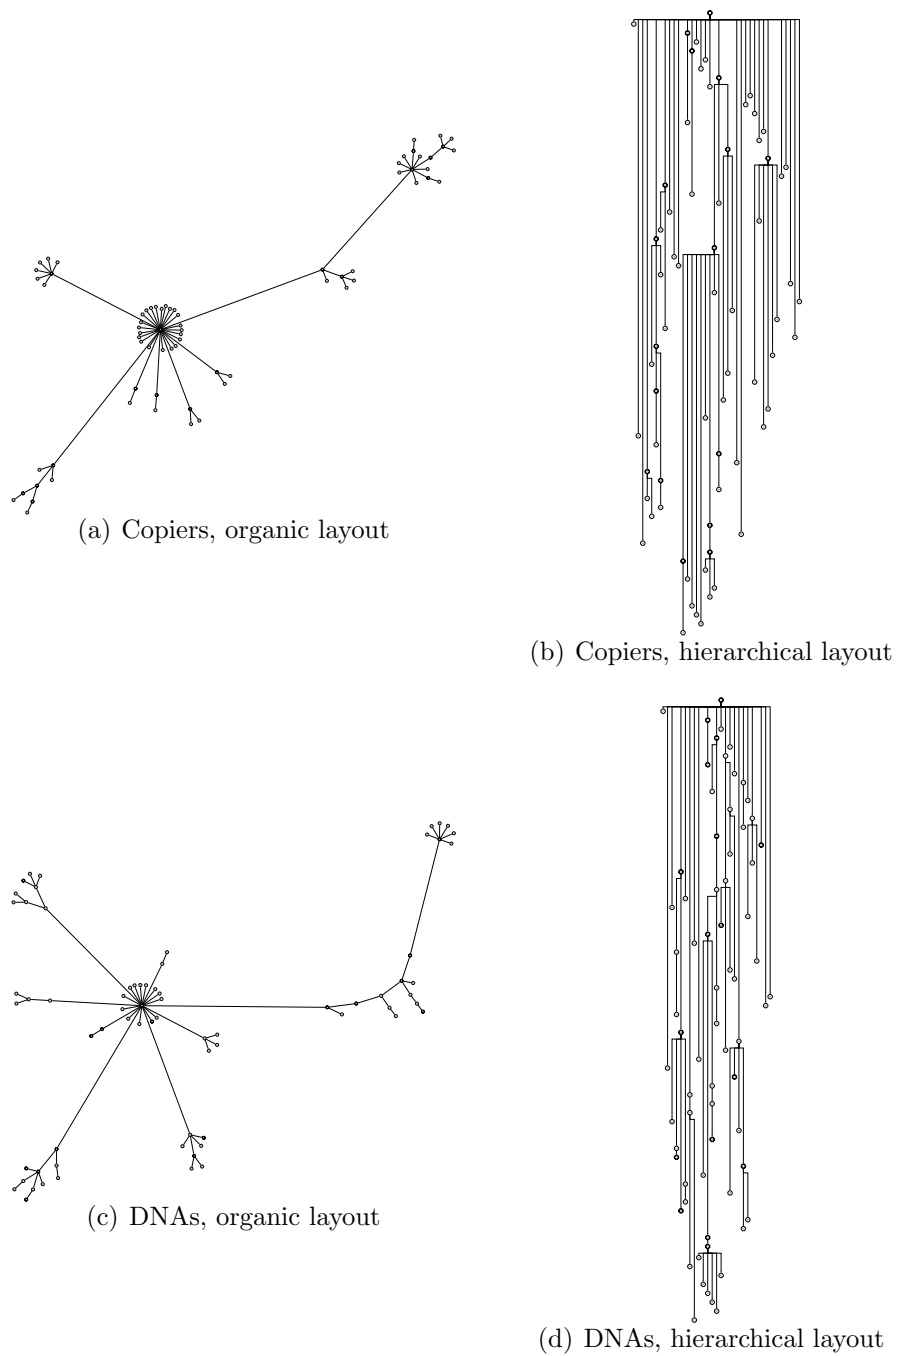 (a) Copiers, organic layout
(b) Copiers, hierarchical layout
(c) DNAs, organic layout
(d) DNAs, hierarchical layout